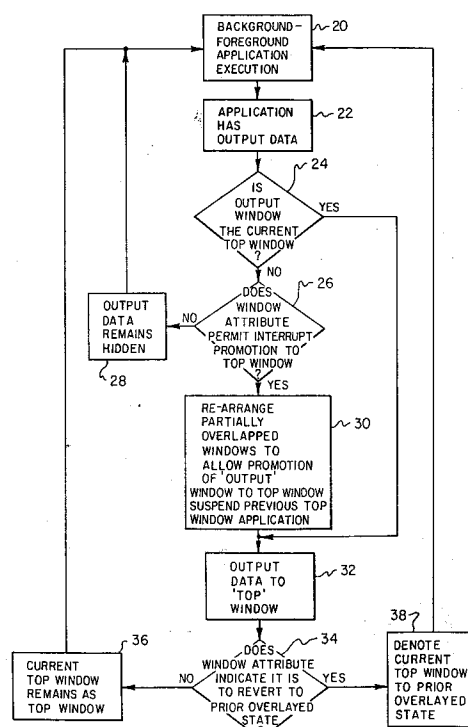 BACKGROUND-
FOREGROUND
APPLICATION
EXECUTION
20
APPLICATION
HAS
OUTPUT DATA
22
24
IS
OUTPUT
WINDOW
THE CURRENT
TOP WINDOW
?
YES
NO
26
DOES
WINDOW
ATTRIBUTE
PERMIT INTERRUPT
PROMOTION TO
TOP WINDOW
?
NO
YES
OUTPUT
DATA
REMAINS
HIDDEN
28
RE-ARRANGE
PARTIALLY
OVERLAPPED
WINDOWS TO
ALLOW PROMOTION
OF 'OUTPUT'
WINDOW TO TOP WINDOW
SUSPEND PREVIOUS TOP
WINDOW APPLICATION
30
OUTPUT
DATA TO
'TOP'
WINDOW
32
34
DOES
WINDOW ATTRIBUTE
INDICATE IT IS
TO REVERT TO
PRIOR OVERLAYED
STATE
?
NO
YES
36
CURRENT
TOP WINDOW
REMAINS AS
TOP WINDOW
38
DENOTE
CURRENT
TOP WINDOW
TO PRIOR
OVERLAYED
STATE